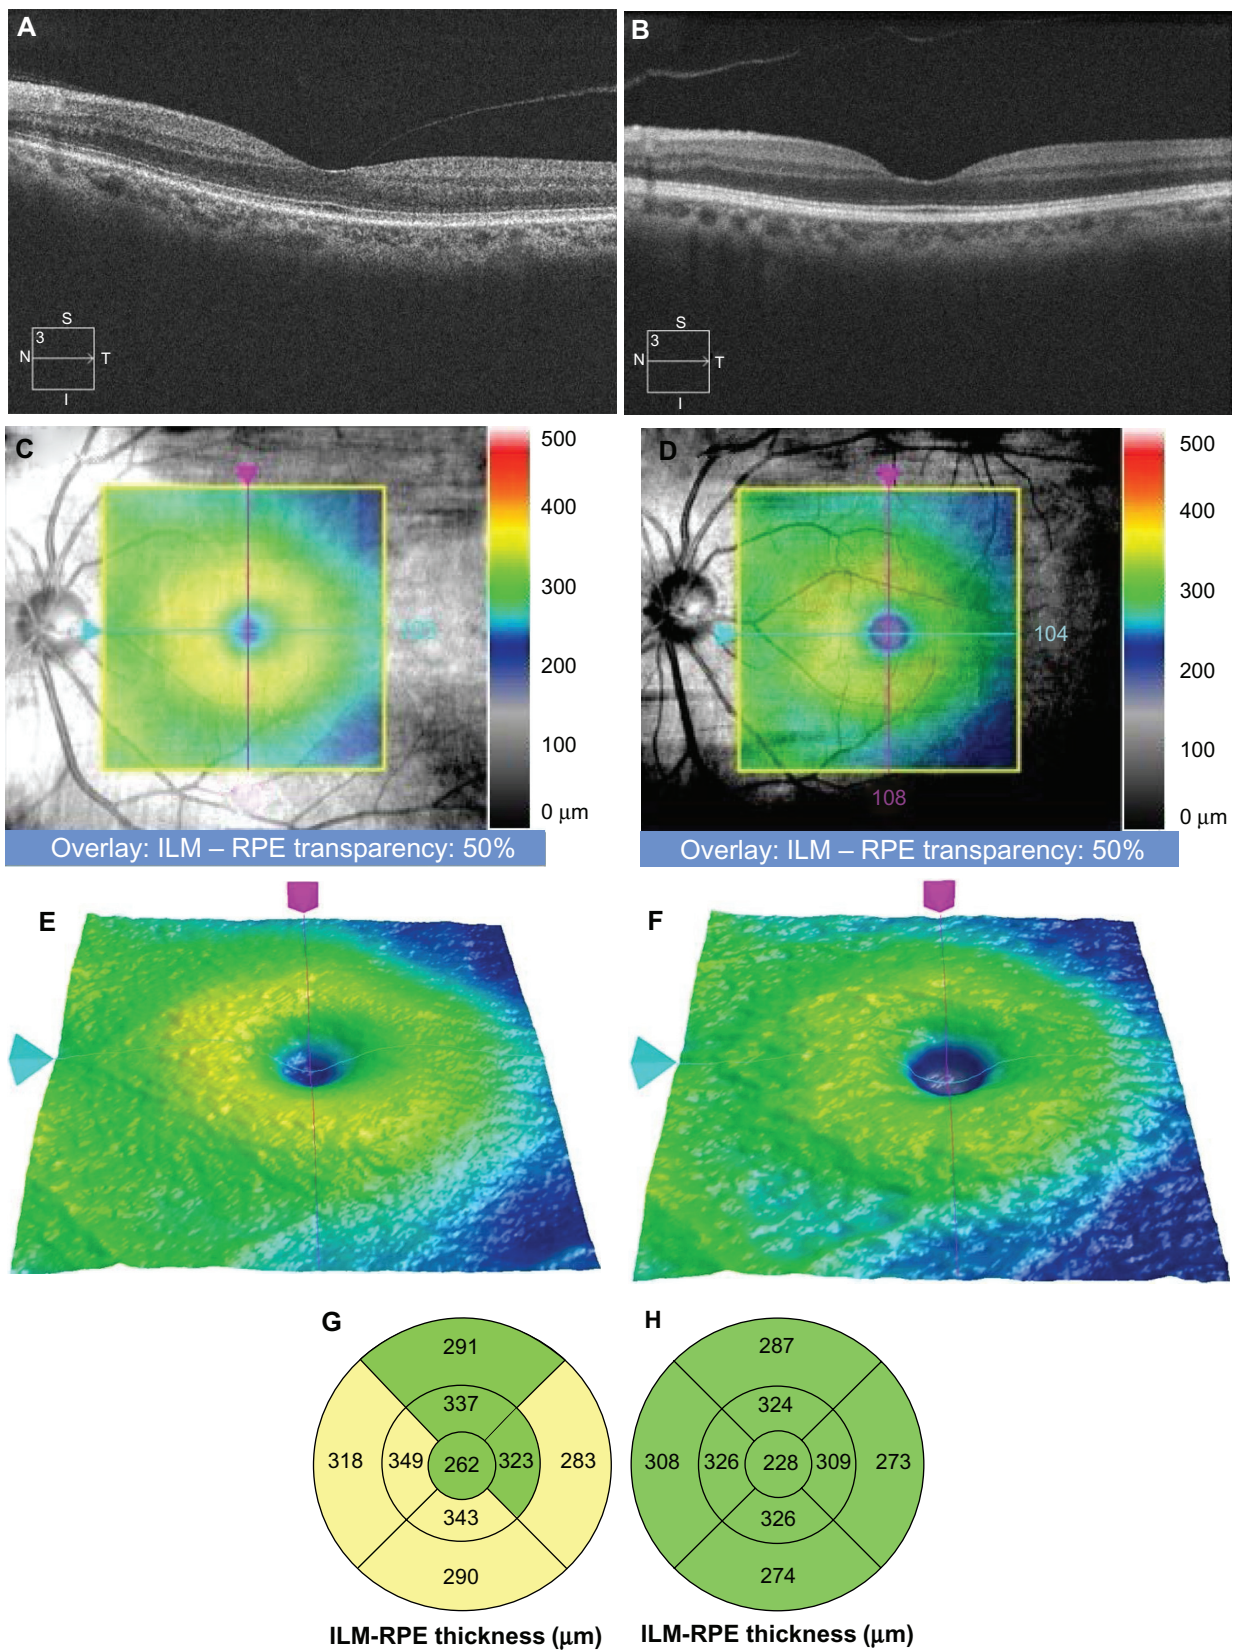 A
B
S
3
N
T
I
S
3
N
T
I
C
500
400
300
200
100
0 µm
D
104
108
500
400
300
200
100
0 µm
Overlay: ILM – RPE transparency: 50%
Overlay: ILM – RPE transparency: 50%
E
F
G
291
337
318
349
262
323
283
343
290
H
287
324
308
326
228
309
273
326
274
ILM-RPE thickness (µm)
ILM-RPE thickness (µm)